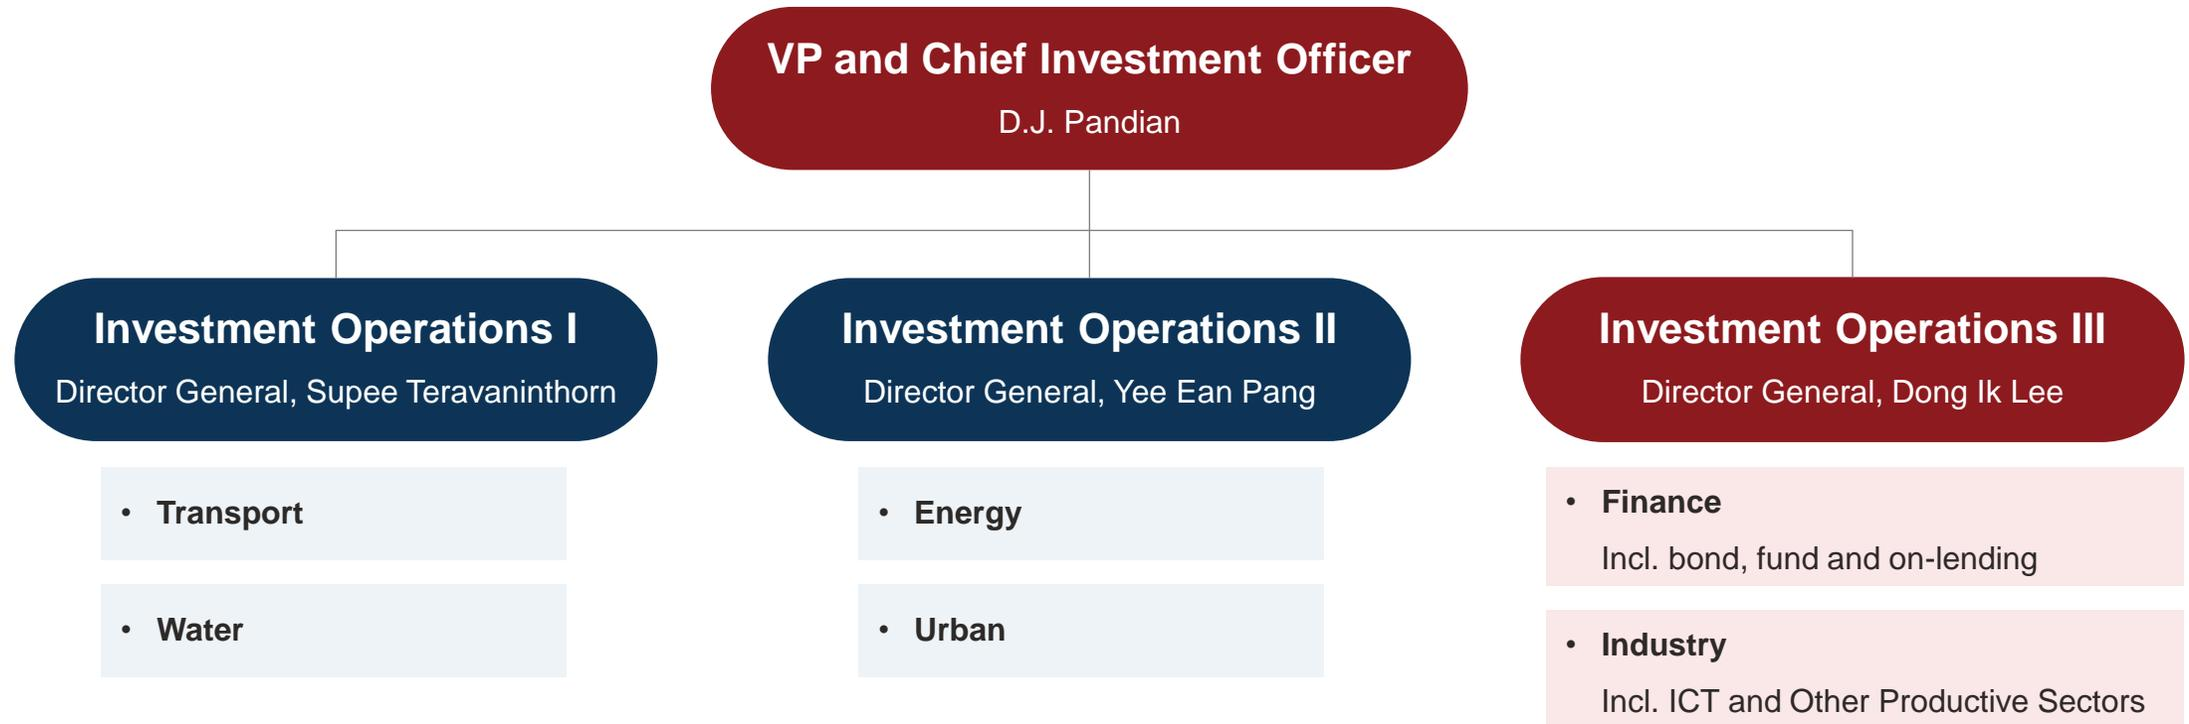 VP and Chief Investment Officer
D.J. Pandian
Investment Operations I
Director General, Supee Teravaninthorn
• Transport
• Water
Investment Operations II
Director General, Yee Ean Pang
• Energy
• Urban
Investment Operations III
Director General, Dong Ik Lee
• Finance
Incl. bond, fund and on-lending
• Industry
Incl. ICT and Other Productive Sectors